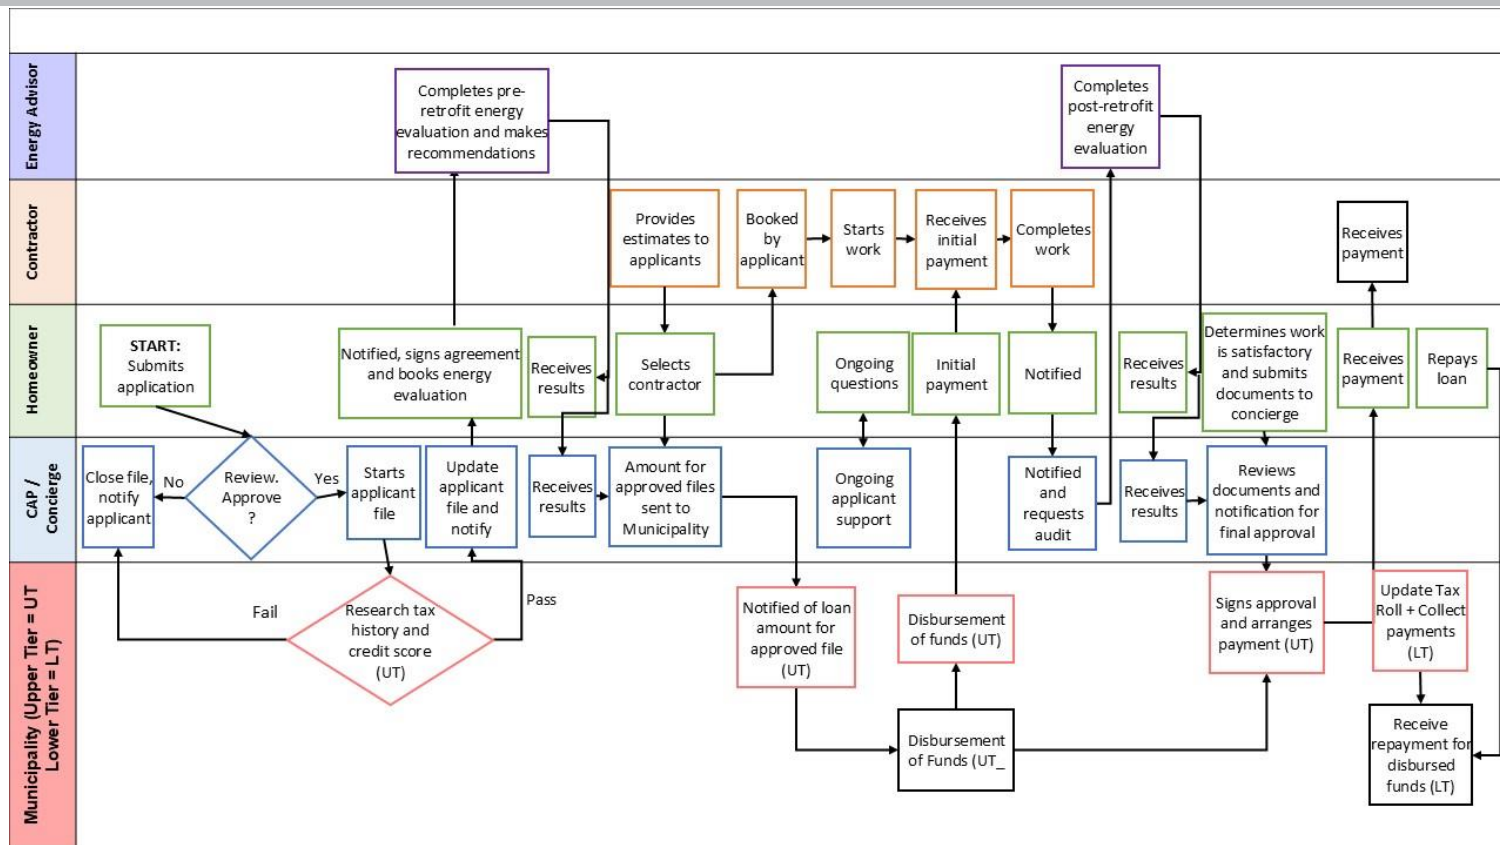 Energy Advisor
Completes pre-
retrofit energy
evaluation and makes
recommendations
Completes
post-retrofit
energy
evaluation
Contractor
Provides
estimates to
applicants
Booked
by
applicant
Starts
work
Receives
initial
payment
Completes
work
Receives
payment
Homeowner
START:
Submits
application
Notified, signs agreement
and books energy
evaluation
Receives
results
Selects
contractor
Ongoing
questions
Initial
payment
Notified
Receives
results
Determines work
is satisfactory
and submits
documents to
concierge
Receives
payment
Repays
loan
CAP /
Concierge
Close file,
notify
applicant
No
Review.
Approve
?
Yes
Starts
applicant
file
Update
applicant
file and
notify
Receives
results
Amount for
approved files
sent to
Municipality
Ongoing
applicant
support
Notified
and
requests
audit
Receives
results
Reviews
documents and
notification for
final approval
Municipality (Upper Tier = UT
Lower Tier = LT)
Fail
Research tax
history and
credit score
(UT)
Pass
Notified of loan
amount for
approved file
(UT)
Disbursement
of funds (UT)
Disbursement
of Funds (UT_
Signs approval
and arranges
payment (UT)
Update Tax
Roll + Collect
payments
(LT)
Receive
repayment for
disbursed
funds (LT)